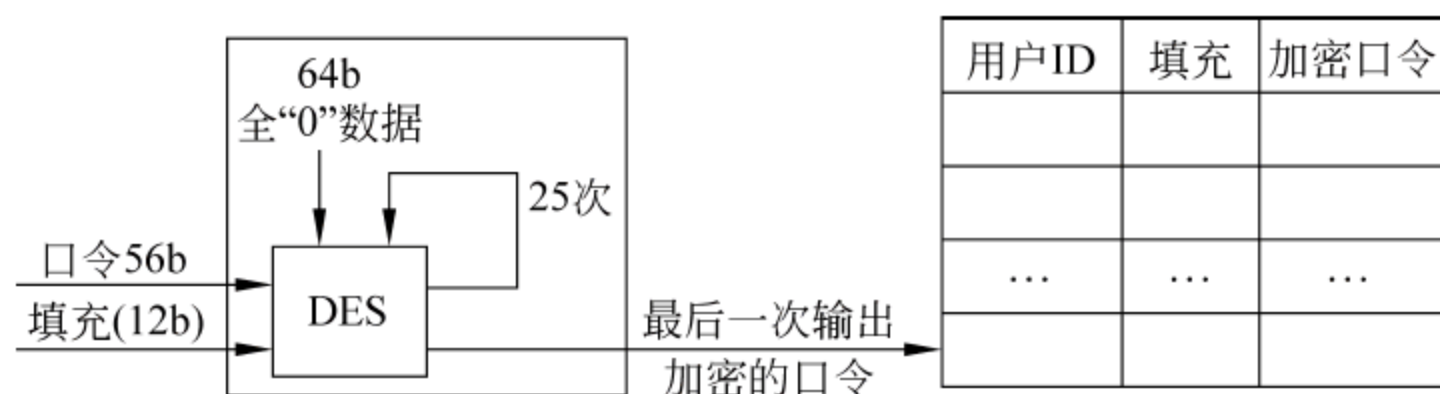 64b
全“0”数据
25次
口令56b
填充(12b)
DES
最后一次输出
加密的口令
用户ID 填充 加密口令
… … …